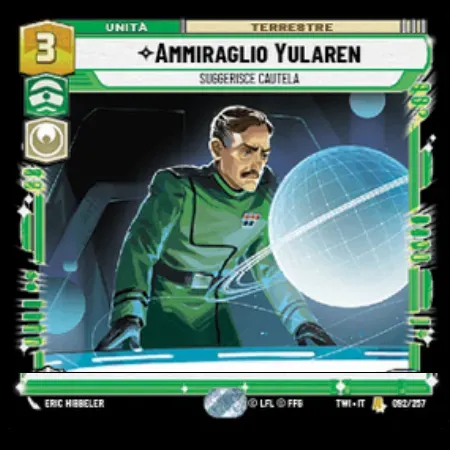 UNITÀ
TERRESTRE
3
AMMIRAGLIO YULAREN
SUGGERISCE CAUTELA
ERIC HIBBELER
© LFL © FFG
TWI • IT
092/257